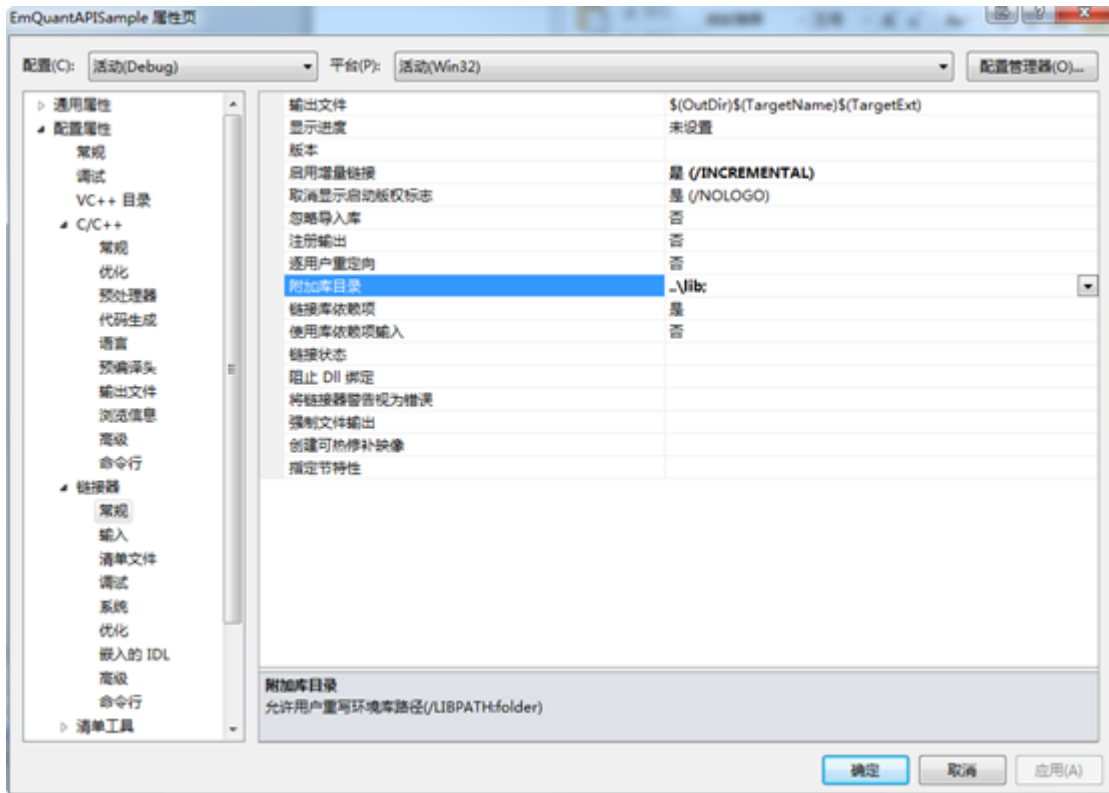 EmQuantAPISample 属性页
配置(C): 活动(Debug) 平台(P): 活动(Win32) 配置管理器(O)...
通用属性
配置属性
常规
调试
VC++ 目录
C/C++
常规
优化
预处理器
代码生成
语言
预编译头
输出文件
浏览信息
高级
命令行
链接器
常规
输入
清单文件
调试
系统
优化
嵌入的 IDL
高级
命令行
清单工具
输出文件 $(OutDir)$(TargetName)$(TargetExt)
显示进度 未设置
版本
启用增量链接 是 (/INCREMENTAL)
取消显示启动版权标志 是 (/NOLOGO)
忽略导入库 否
注册输出 否
逐用户重定向 否
附加库目录 ..\lib;
链接库依赖项 是
使用库依赖项输入 否
链接状态
阻止 Dll 绑定
将链接器警告视为错误
强制文件输出
创建可热修补映像
指定节特性
附加库目录
允许用户重写环境库路径(/LIBPATH:folder)
确定 取消 应用(A)